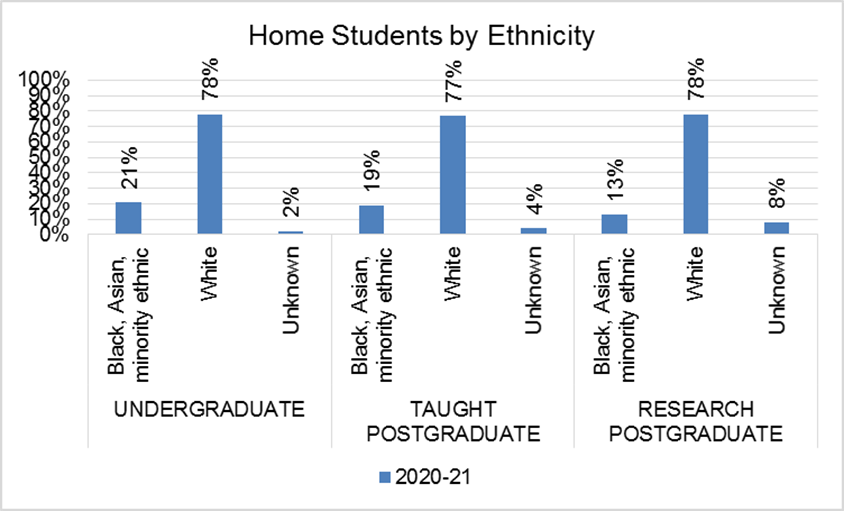 Home Students by Ethnicity
100%
90%
80%
70%
60%
50%
40%
30%
20%
10%
0%
21%
78%
2%
19%
77%
4%
13%
78%
8%
Black, Asian,
minority ethnic
White
Unknown
Black, Asian,
minority ethnic
White
Unknown
Black, Asian,
minority ethnic
White
Unknown
UNDERGRADUATE
TAUGHT
POSTGRADUATE
RESEARCH
POSTGRADUATE
2020-21